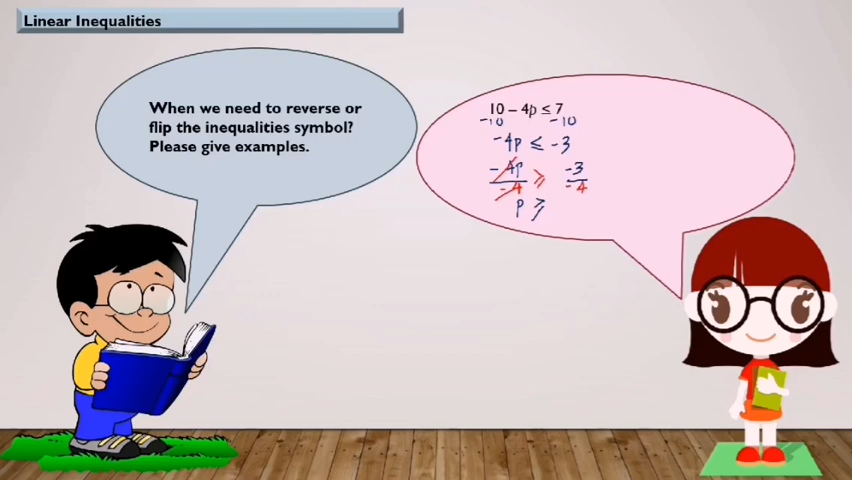 Linear Inequalities
When we need to reverse or
flip the inequalities symbol?
Please give examples.
10 – 4p ≤ 7
-10 -10
-4p ≤ -3
-4p ≥ -3
-4 -4
p ≥